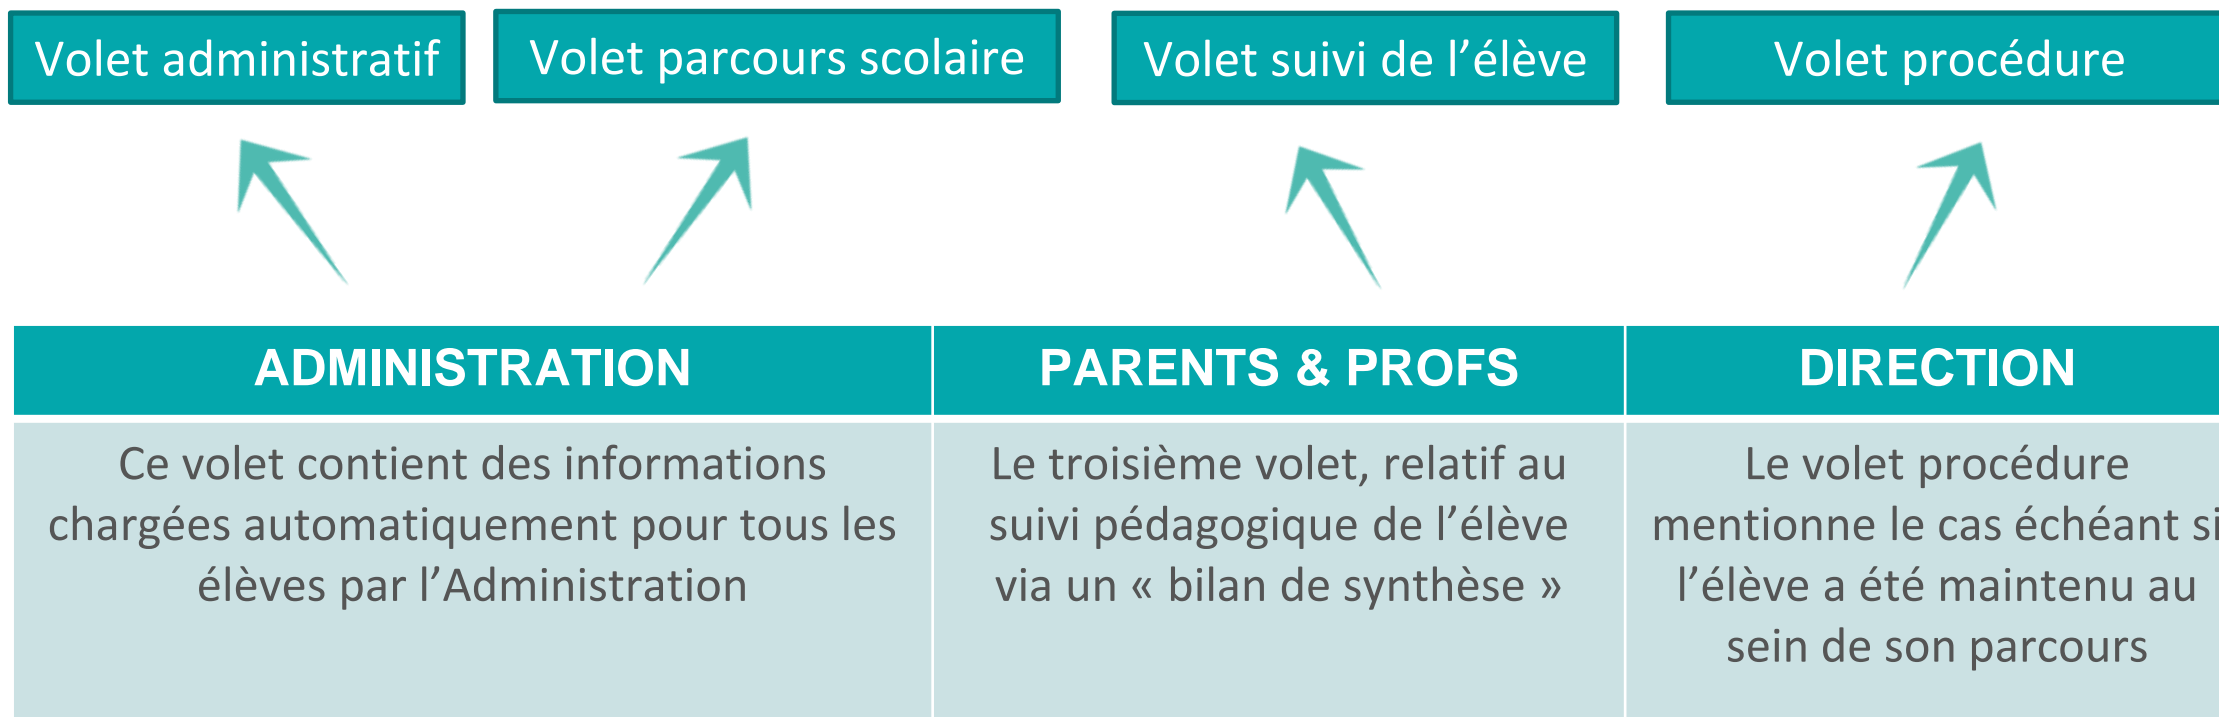 Volet administratif
Volet parcours scolaire
Volet suivi de l’élève
Volet procédure
ADMINISTRATION
PARENTS & PROFS
DIRECTION
Ce volet contient des informations
chargées automatiquement pour tous les
élèves par l’Administration
Le troisième volet, relatif au
suivi pédagogique de l’élève
via un « bilan de synthèse »
Le volet procédure
mentionne le cas échéant si
l’élève a été maintenu au
sein de son parcours